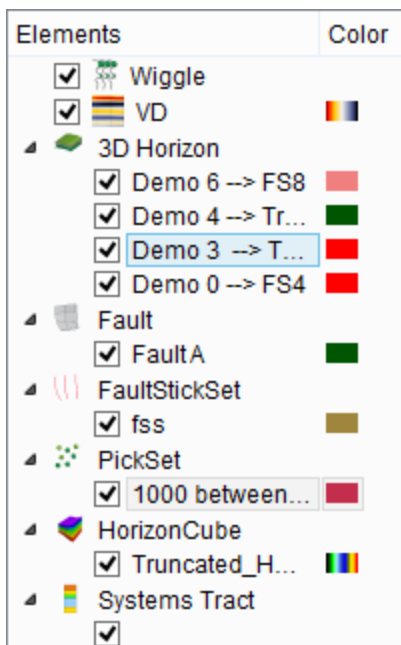 Elements Color
Wiggle
VD
3D Horizon
Demo 6 --> FS8
Demo 4 --> Tr...
Demo 3 --> T...
Demo 0 --> FS4
Fault
FaultA
FaultStickSet
fss
PickSet
1000 between...
HorizonCube
Truncated_H...
Systems Tract